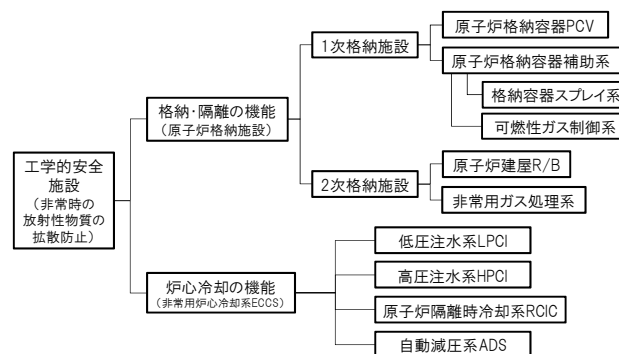 工学的安全
施設
（非常時の
放射性物質の
拡散防止）
格納・隔離の機能
（原子炉格納施設）
1次格納施設
原子炉格納容器PCV
原子炉格納容器補助系
格納容器スプレイ系
可燃性ガス制御系
2次格納施設
原子炉建屋R/B
非常用ガス処理系
炉心冷却の機能
（非常用炉心冷却系ECCS）
低圧注水系LPCI
高圧注水系HPCI
原子炉隔離時冷却系RCIC
自動減圧系ADS